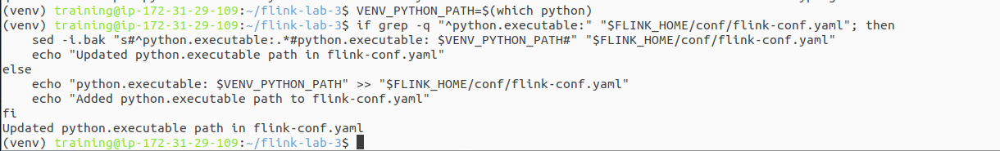 (venv) training@ip-172-31-29-109:~/flink-lab-3$ VENV_PYTHON_PATH=$(which python)
(venv) training@ip-172-31-29-109:~/flink-lab-3$ if grep -q "^python.executable:" "$FLINK_HOME/conf/flink-conf.yaml"; then
    sed -i.bak "s#^python.executable:.*#python.executable: $VENV_PYTHON_PATH#" "$FLINK_HOME/conf/flink-conf.yaml"
    echo "Updated python.executable path in flink-conf.yaml"
else
    echo "python.executable: $VENV_PYTHON_PATH" >> "$FLINK_HOME/conf/flink-conf.yaml"
    echo "Added python.executable path to flink-conf.yaml"
fi
Updated python.executable path in flink-conf.yaml
(venv) training@ip-172-31-29-109:~/flink-lab-3$